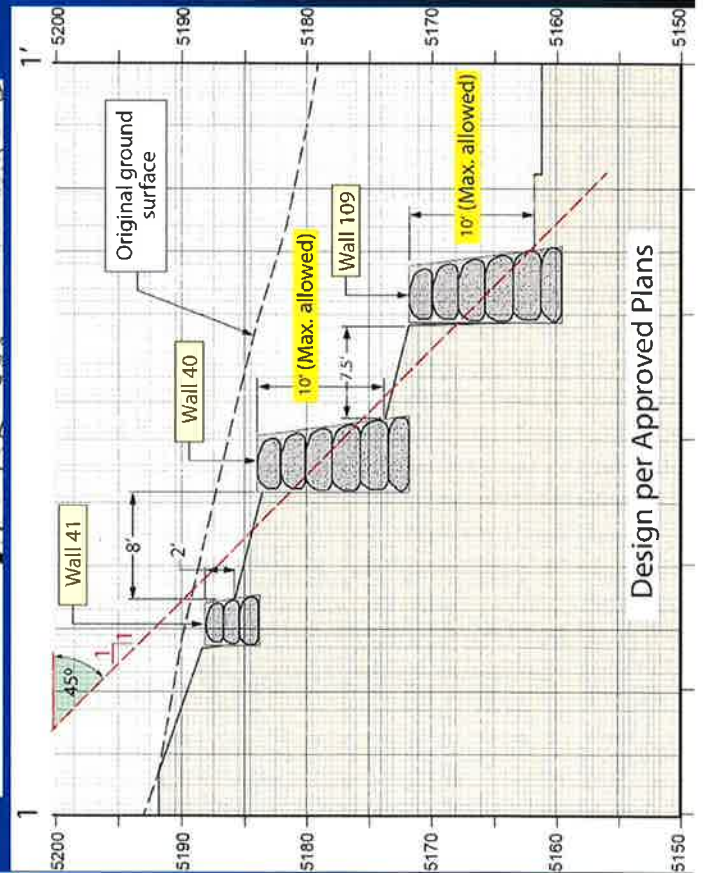 1
1'
5200
5190
5180
5170
5160
5150
5200
5190
5180
5170
5160
5150
45°
1
1
Wall 41
8'
2'
Wall 40
Original ground
surface
10' (Max. allowed)
7.5'
Wall 109
10' (Max. allowed)
Design per Approved Plans